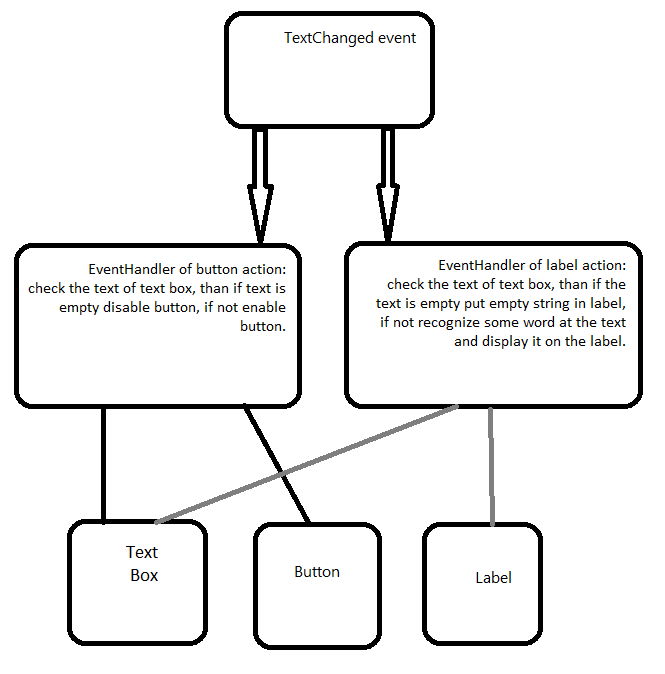 TextChanged event
EventHandler of button action:
check the text of text box, than if text is
empty disable button, if not enable
button.
EventHandler of label action:
check the text of text box, than if the
text is empty put empty string in label,
if not recognize some word at the text
and display it on the label.
Text
Box
Button
Label